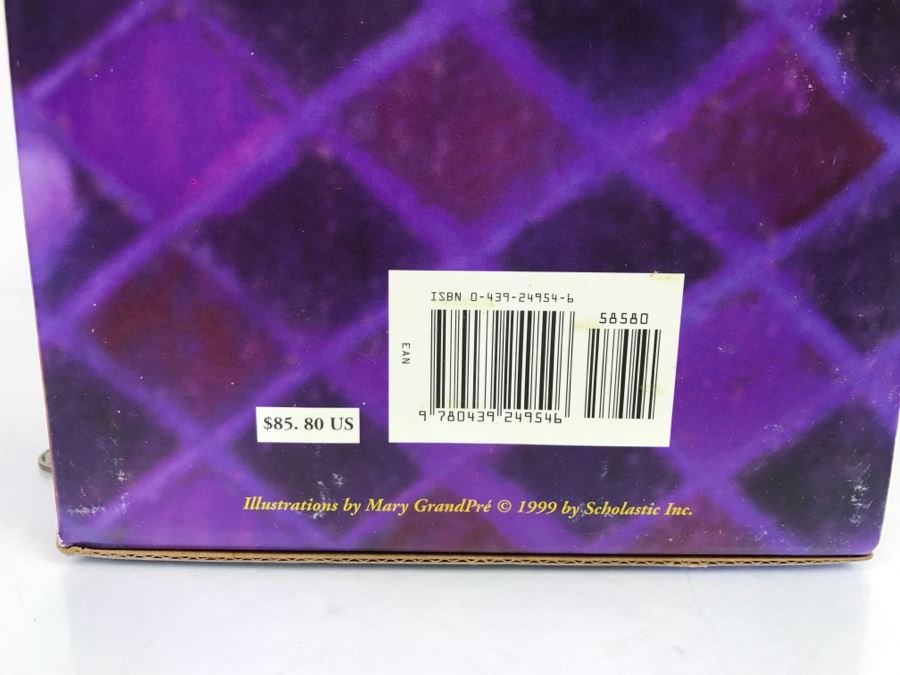 ISBN 0-439-24954-6
58580
EAN
9 780439 249546
$85. 80 US
Illustrations by Mary GrandPré © 1999 by Scholastic Inc.